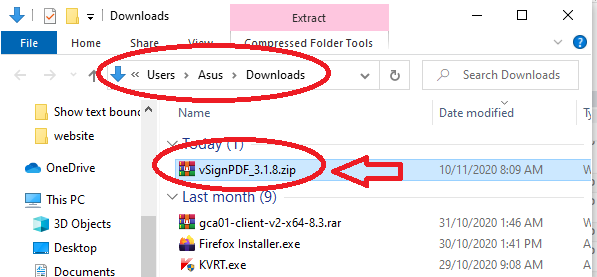 Extract
Downloads
File Home Share View Compressed Folder Tools
« Users > Asus > Downloads Search Downloads
Name Date modified Ty
Show text bound
website
OneDrive
This PC
3D Objects
Desktop
Documents
Today (1)
vSignPDF_3.1.8.zip 10/11/2020 8:09 AM W
Last month (9)
gca01-client-v2-x64-8.3.rar 31/10/2020 1:46 AM W
Firefox Installer.exe 30/10/2020 1:41 PM A
KVRT.exe 29/10/2020 9:08 AM A